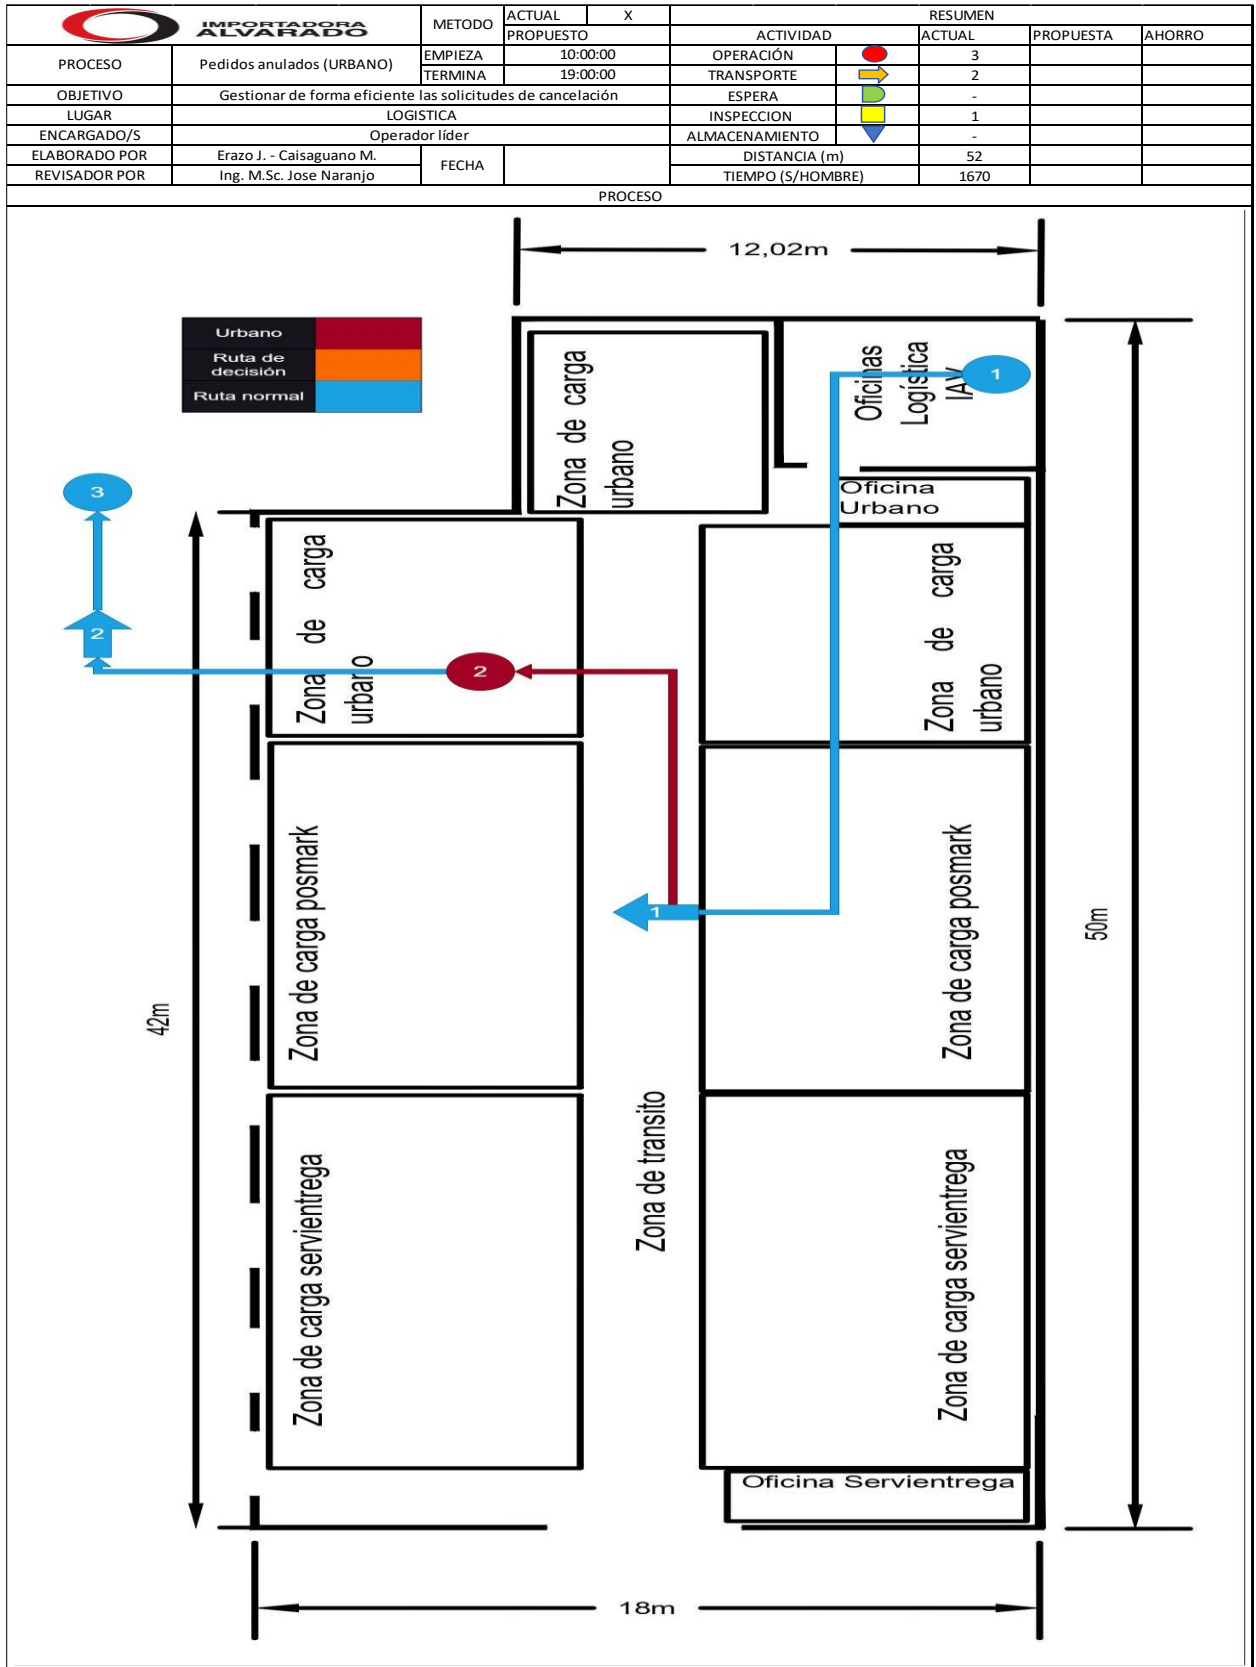 IMPORTADORA
ALVARADO
METODO
ACTUAL X
PROPUESTO
RESUMEN
ACTIVIDAD ACTUAL PROPUESTA AHORRO
PROCESO Pedidos anulados (URBANO)
EMPIEZA 10:00:00
TERMINA 19:00:00
OPERACIÓN 3
TRANSPORTE 2
OBJETIVO Gestionar de forma eficiente las solicitudes de cancelación
ESPERA -
LUGAR LOGISTICA
INSPECCION 1
ENCARGADO/S Operador líder
ALMACENAMIENTO -
ELABORADO POR Erazo J. - Caisaguano M.
FECHA
DISTANCIA (m) 52
REVISADOR POR Ing. M.Sc. Jose Naranjo
TIEMPO (S/HOMBRE) 1670
PROCESO
12,02m
Urbano
Ruta de
decisión
Ruta normal
Zona de carga
urbano
Oficinas
Logística
IAV
1
3
Oficina
Urbano
Zona de carga
urbano
2
2
Zona de carga
urbano
Zona de carga posmark
1
Zona de carga posmark
50m
42m
Zona de transito
Zona de carga servientrega
Zona de carga servientrega
Oficina Servientrega
18m